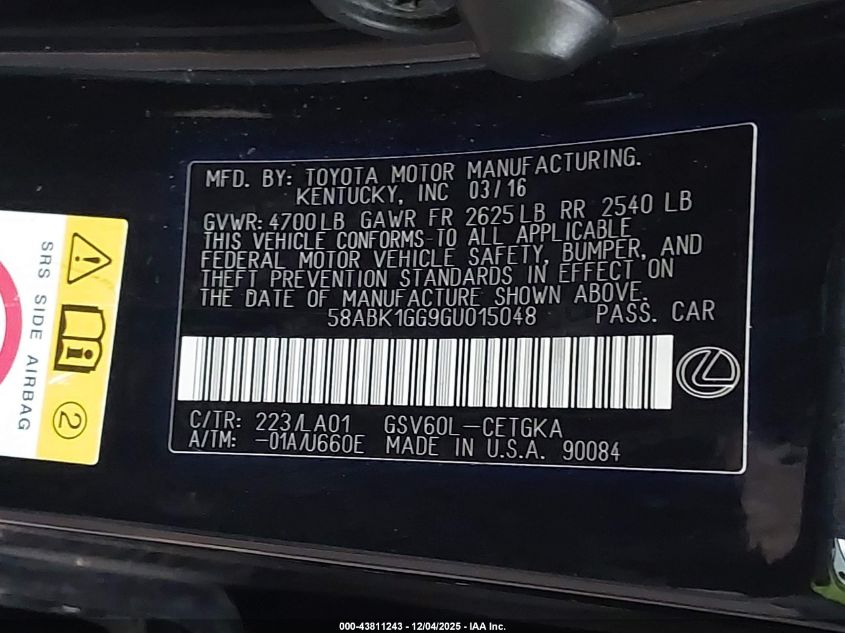 MFD. BY: TOYOTA MOTOR MANUFACTURING.
KENTUCKY, INC 03/16
GVWR: 4700 LB GAWR FR 2625 LB RR 2540 LB
THIS VEHICLE CONFORMS TO ALL APPLICABLE
FEDERAL MOTOR VEHICLE SAFETY, BUMPER, AND
THEFT PREVENTION STANDARDS IN EFFECT ON
THE DATE OF MANUFACTURE SHOWN ABOVE.
58ABK1GG9GU015048 PASS. CAR
C/TR: 223/LA01 GSV60L-CETGKA
A/TM: -01A/U660E MADE IN U.S.A. 90084
SRS SIDE AIRBAG
2
000-43811243 - 12/04/2025 - IAA Inc.